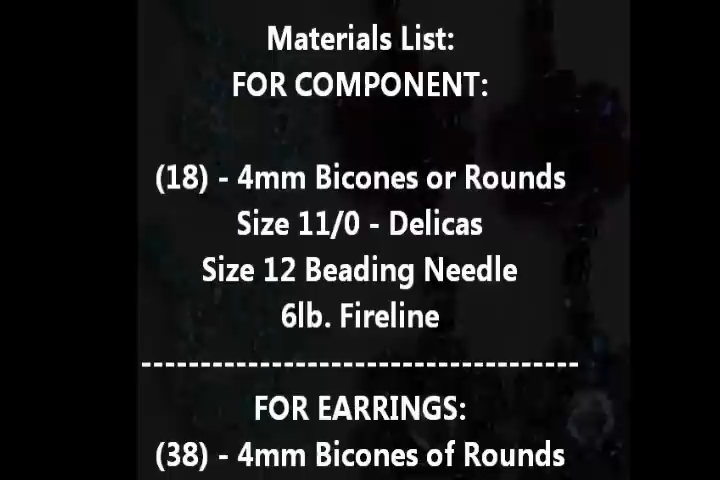 Materials List:
FOR COMPONENT:
(18) - 4mm Bicones or Rounds
Size 11/0 - Delicas
Size 12 Beading Needle
6lb. Fireline
-------------------------------------
FOR EARRINGS:
(38) - 4mm Bicones of Rounds